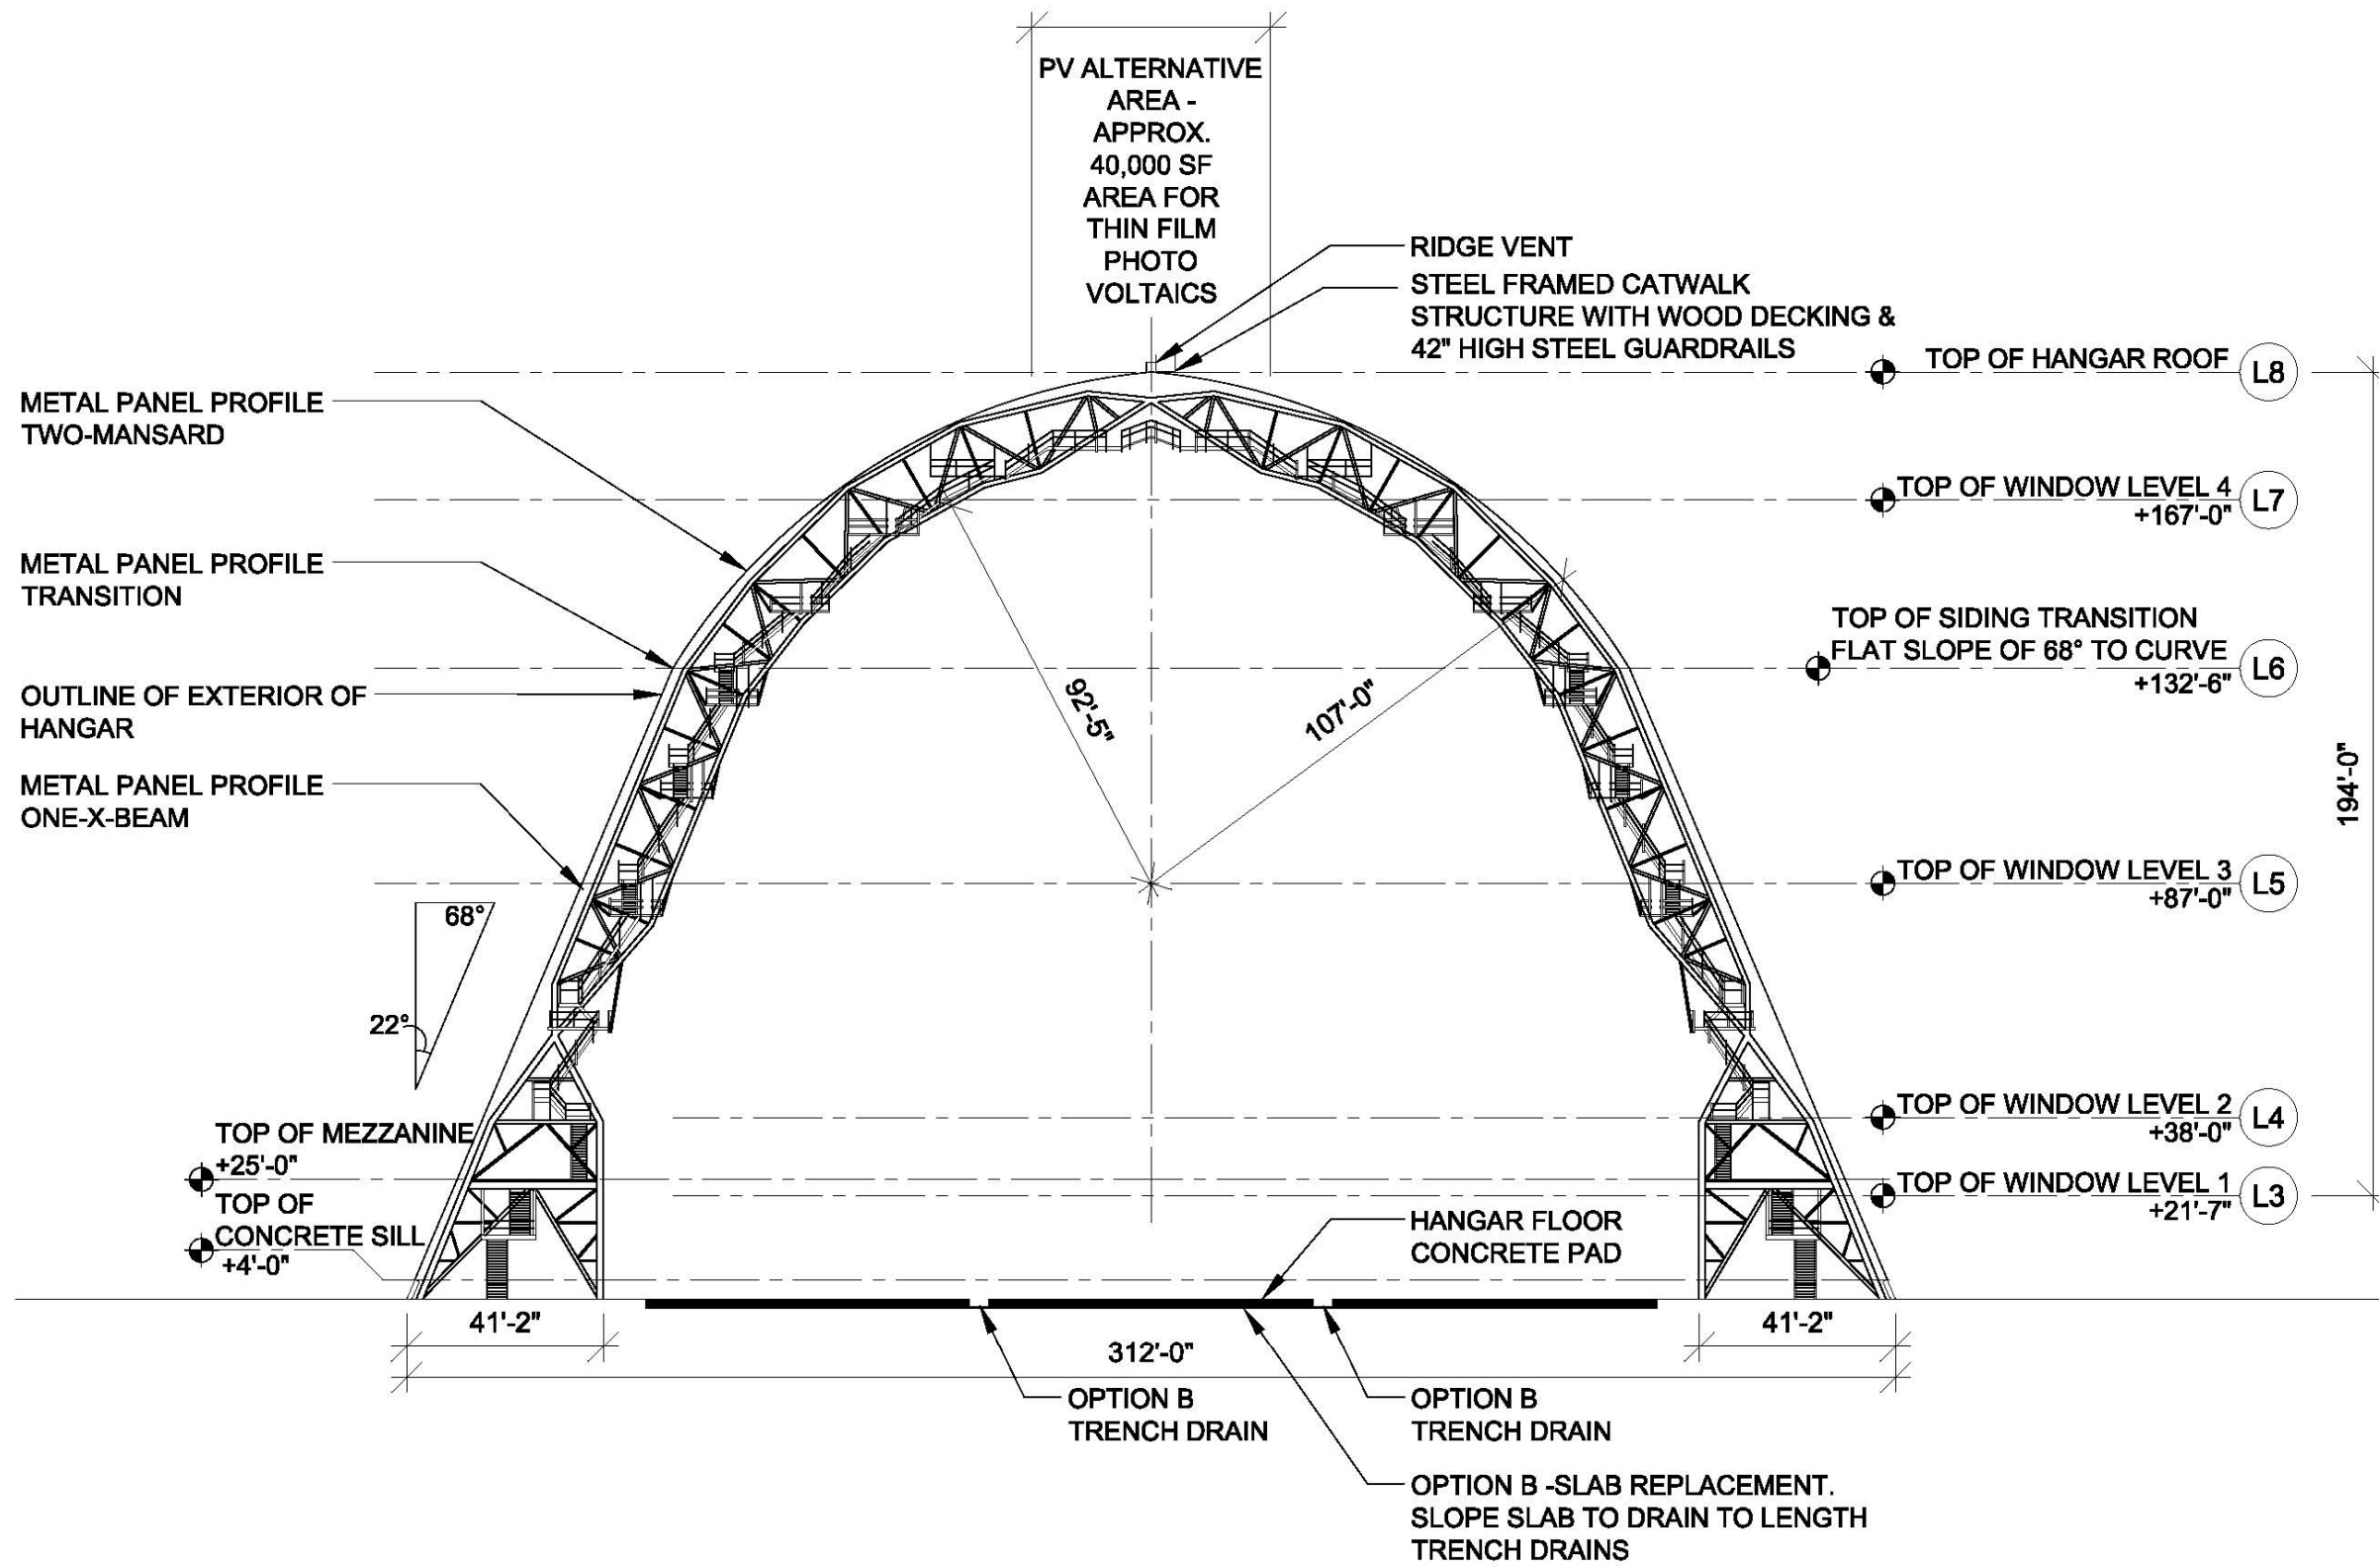 PV ALTERNATIVE
AREA -
APPROX.
40,000 SF
AREA FOR
THIN FILM
PHOTO
VOLTAICS
RIDGE VENT
STEEL FRAMED CATWALK
STRUCTURE WITH WOOD DECKING &
42" HIGH STEEL GUARDRAILS
TOP OF HANGAR ROOF
L8
METAL PANEL PROFILE
TWO-MANSARD
TOP OF WINDOW LEVEL 4
+167'-0"
L7
METAL PANEL PROFILE
TRANSITION
TOP OF SIDING TRANSITION
FLAT SLOPE OF 68° TO CURVE
+132'-6"
L6
OUTLINE OF EXTERIOR OF
HANGAR
92'-5"
107'-0"
METAL PANEL PROFILE
ONE-X-BEAM
194'-0"
TOP OF WINDOW LEVEL 3
+87'-0"
L5
68°
22°
TOP OF WINDOW LEVEL 2
+38'-0"
L4
TOP OF MEZZANINE
+25'-0"
TOP OF WINDOW LEVEL 1
+21'-7"
L3
TOP OF
CONCRETE SILL
+4'-0"
HANGAR FLOOR
CONCRETE PAD
41'-2"
312'-0"
41'-2"
OPTION B
TRENCH DRAIN
OPTION B
TRENCH DRAIN
OPTION B -SLAB REPLACEMENT.
SLOPE SLAB TO DRAIN TO LENGTH
TRENCH DRAINS